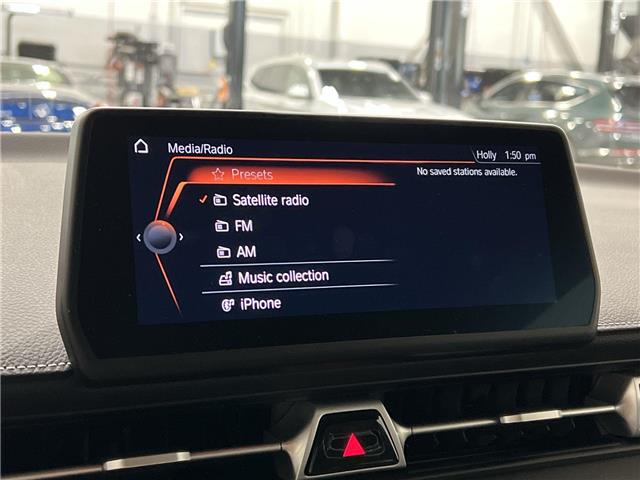 Media/Radio
Holly 1:50 pm
Presets
No saved stations available.
Satellite radio
FM
AM
Music collection
iPhone